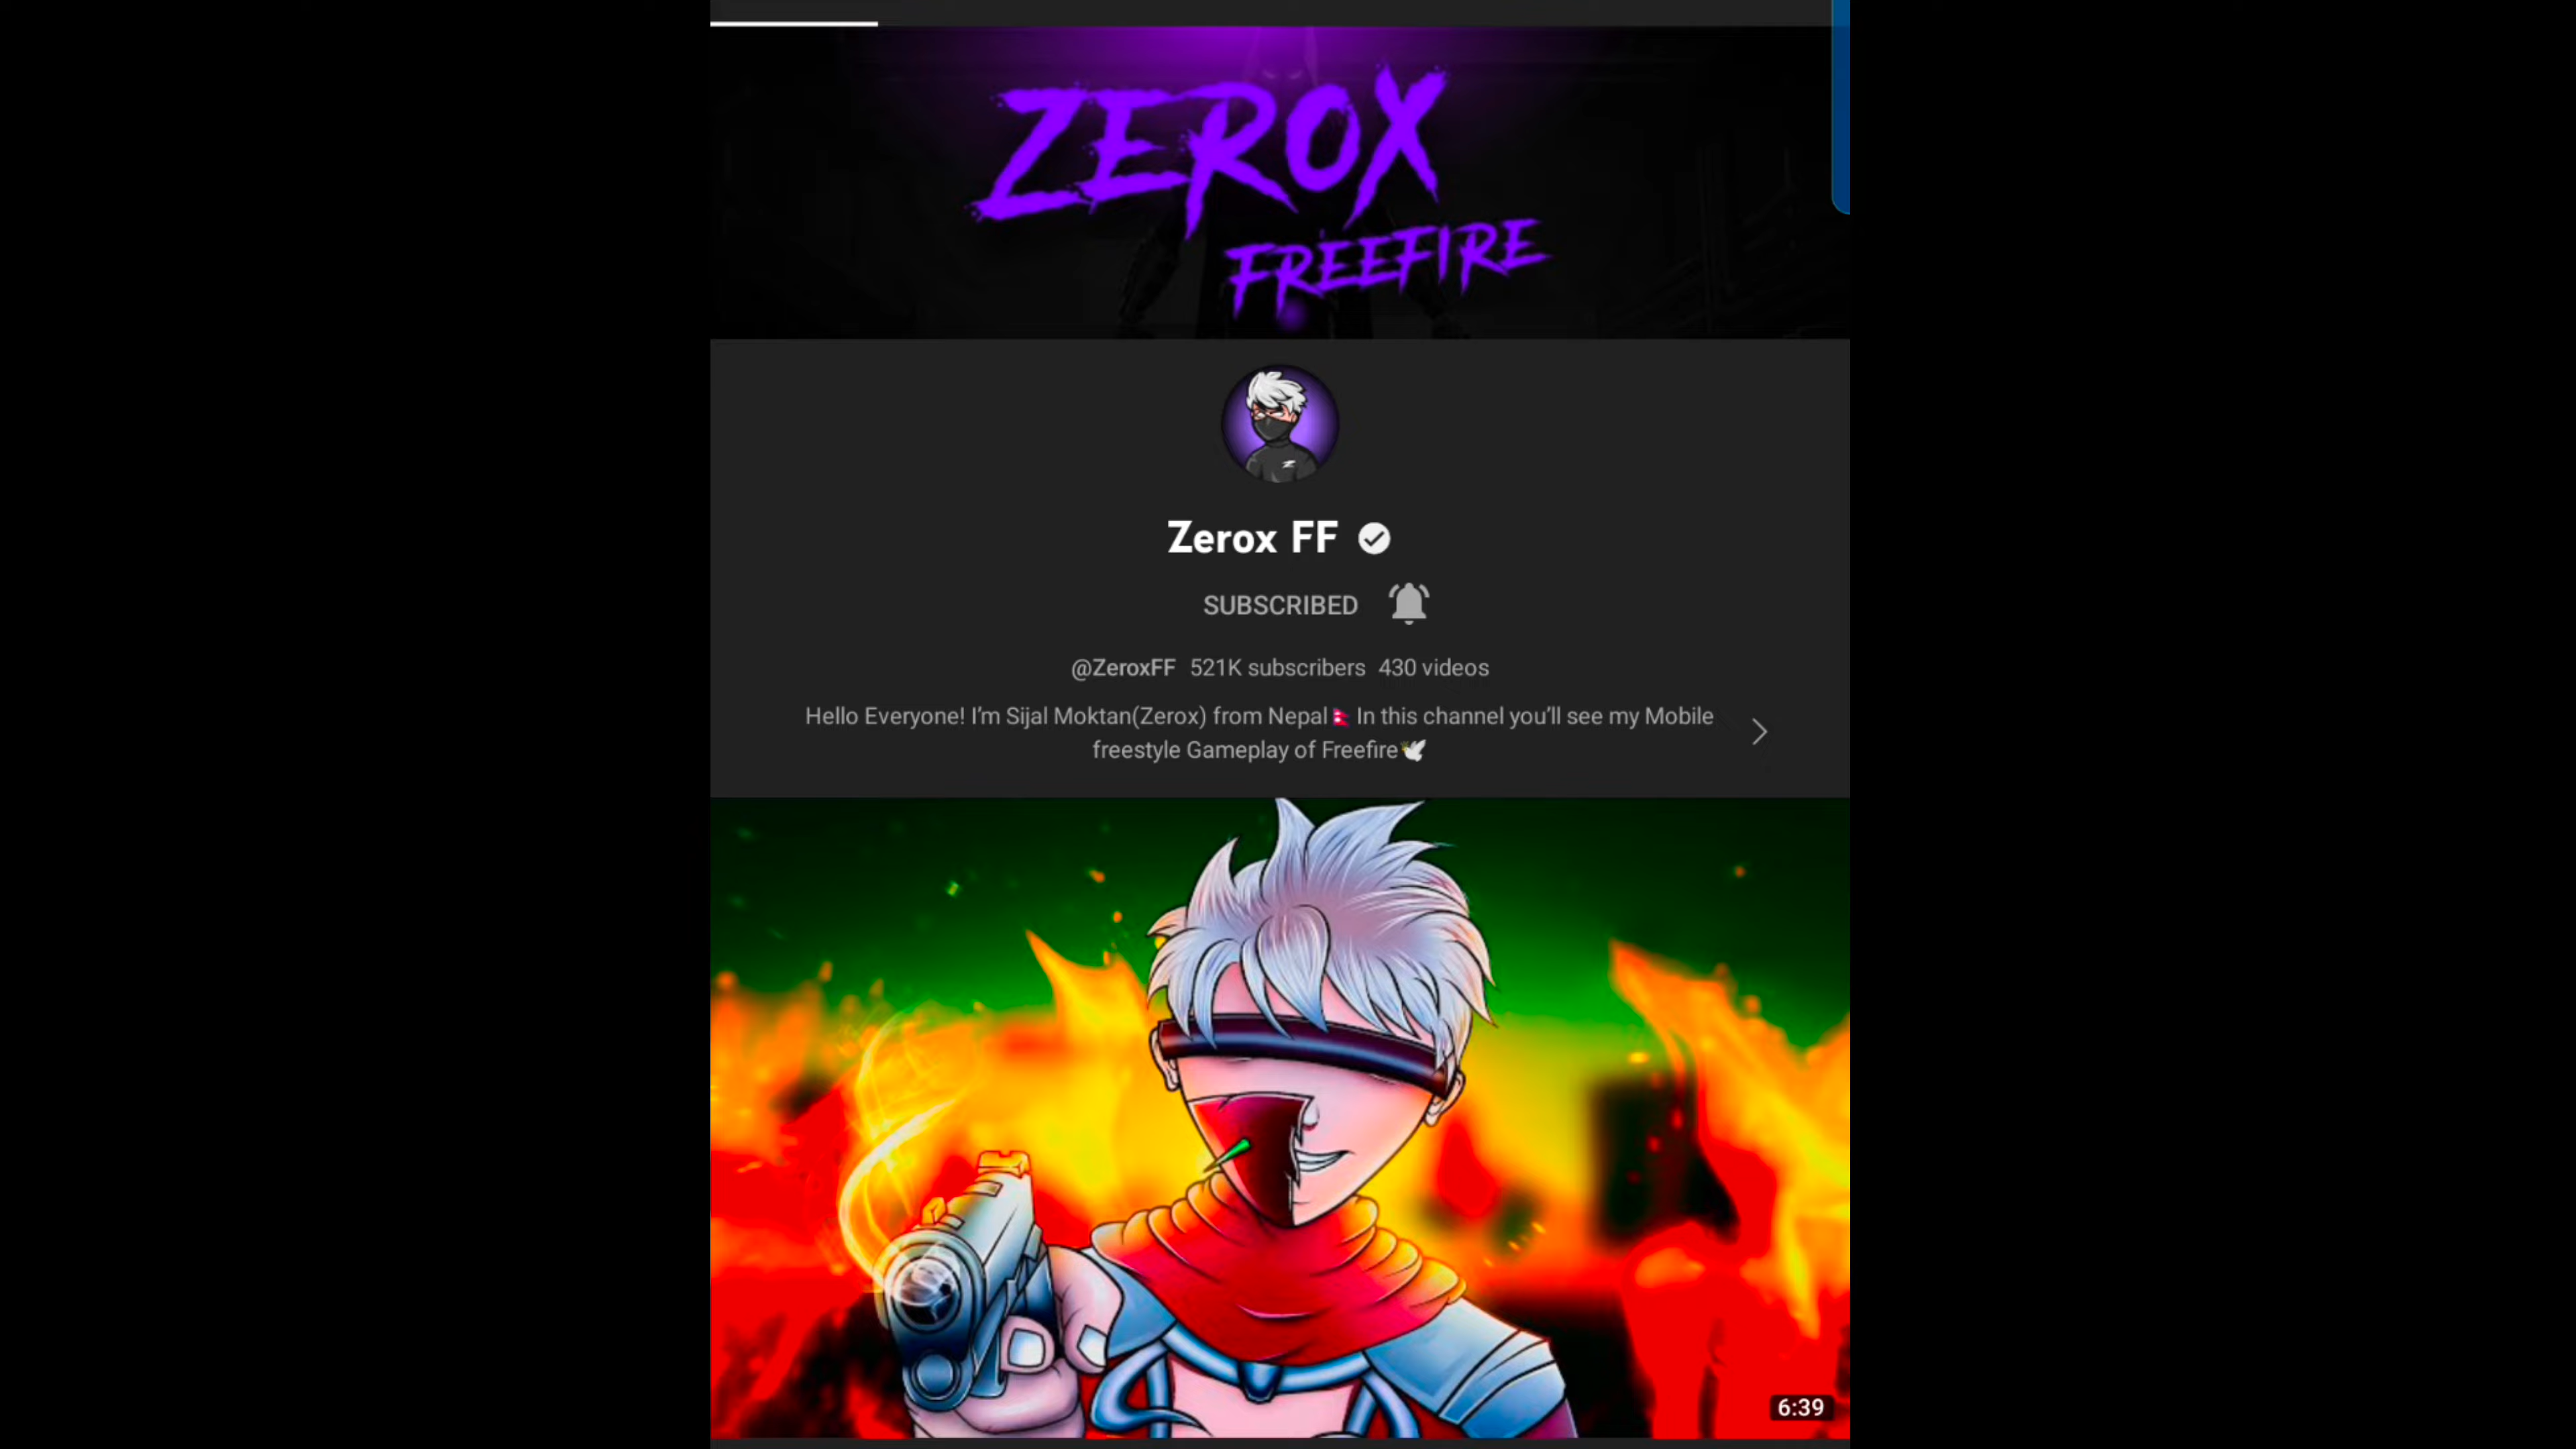 ZEROX
FREEFIRE
Zerox FF
SUBSCRIBED
@ZeroxFF 521K subscribers 430 videos
Hello Everyone! I'm Sijal Moktan(Zerox) from Nepal🇳🇵 In this channel you'll see my Mobile
freestyle Gameplay of Freefire🕊️
6:39